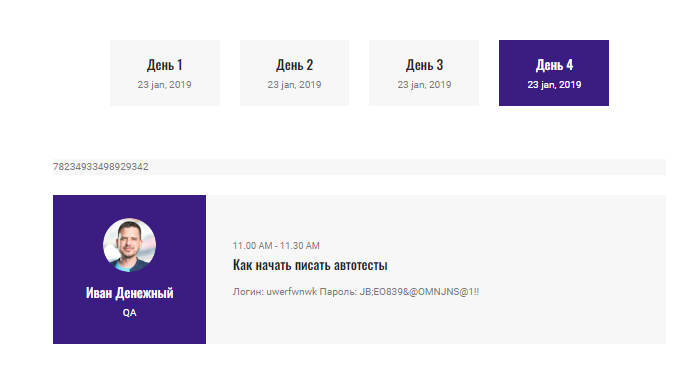 День 1
23 jan, 2019
День 2
23 jan, 2019
День 3
23 jan, 2019
День 4
23 jan, 2019
78234933498929342
Иван Денежный
QA
11.00 AM - 11.30 AM
Как начать писать автотесты
Логин: uwerfwnwk Пароль: JB;EO839&@OMNJNS@1!!